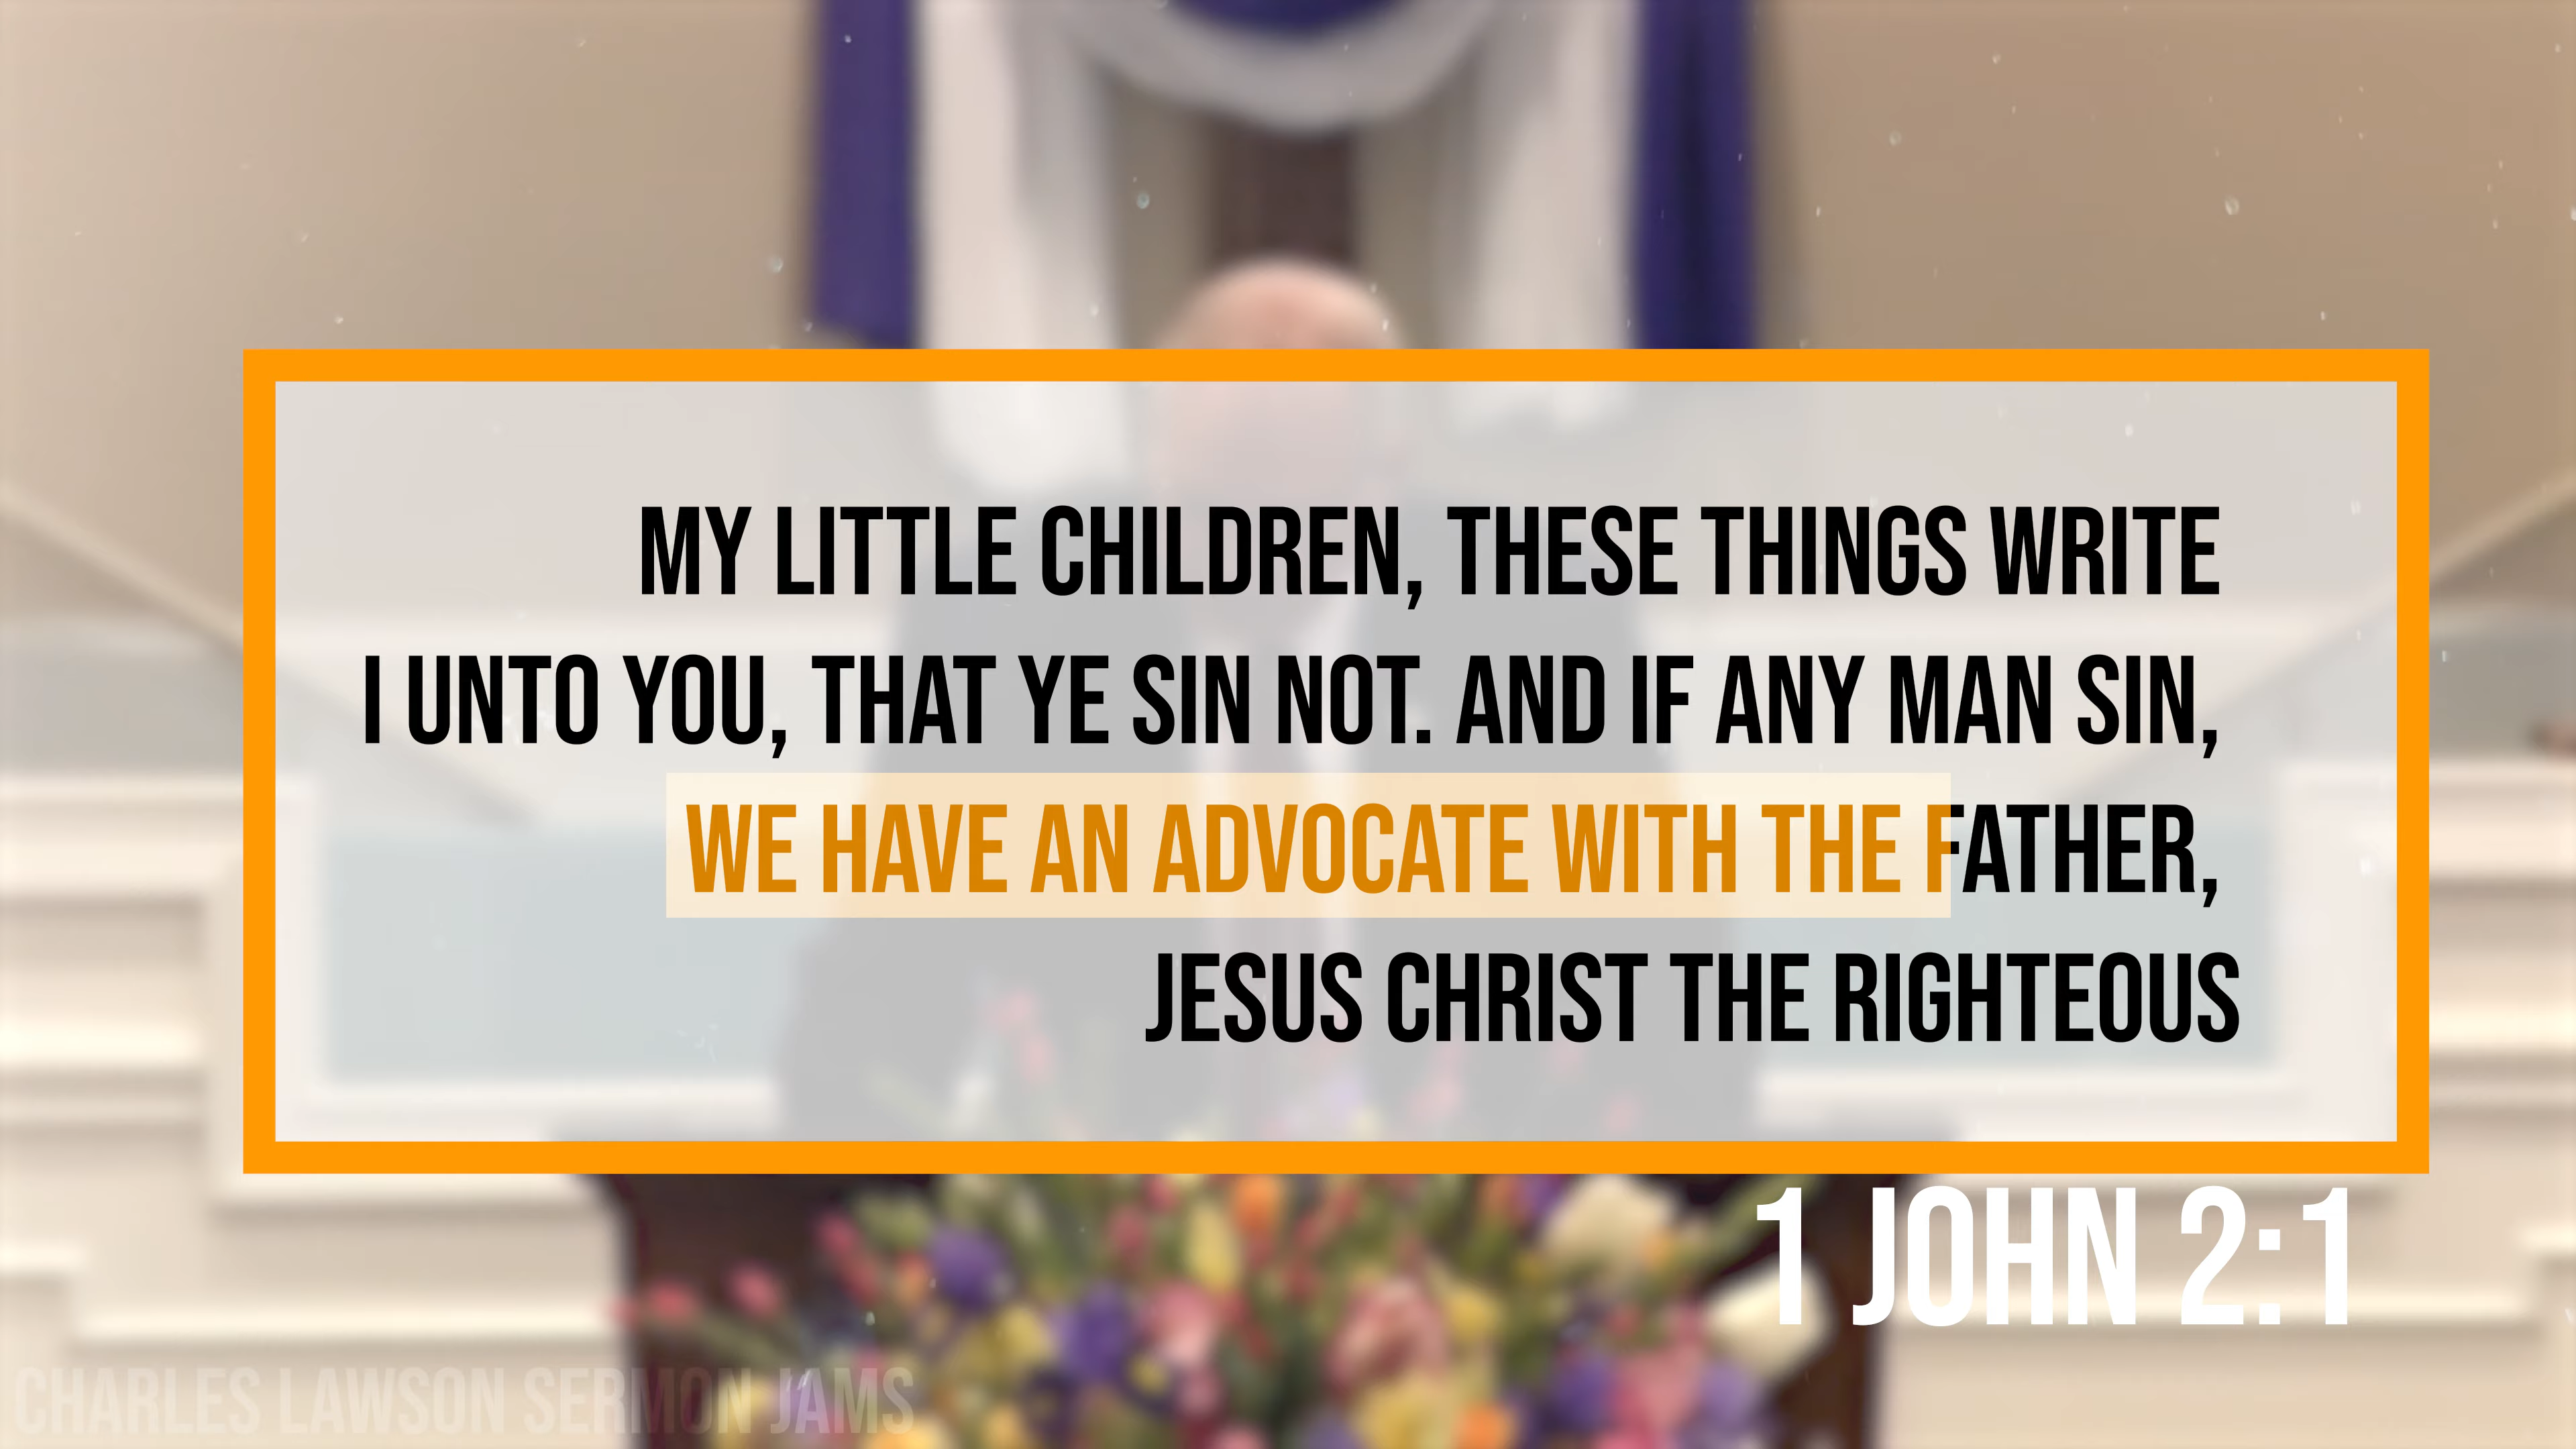 MY LITTLE CHILDREN, THESE THINGS WRITE
I UNTO YOU, THAT YE SIN NOT. AND IF ANY MAN SIN,
WE HAVE AN ADVOCATE WITH THE FATHER,
JESUS CHRIST THE RIGHTEOUS
1 JOHN 2:1
CHARLES LAWSON SERMON JAMS